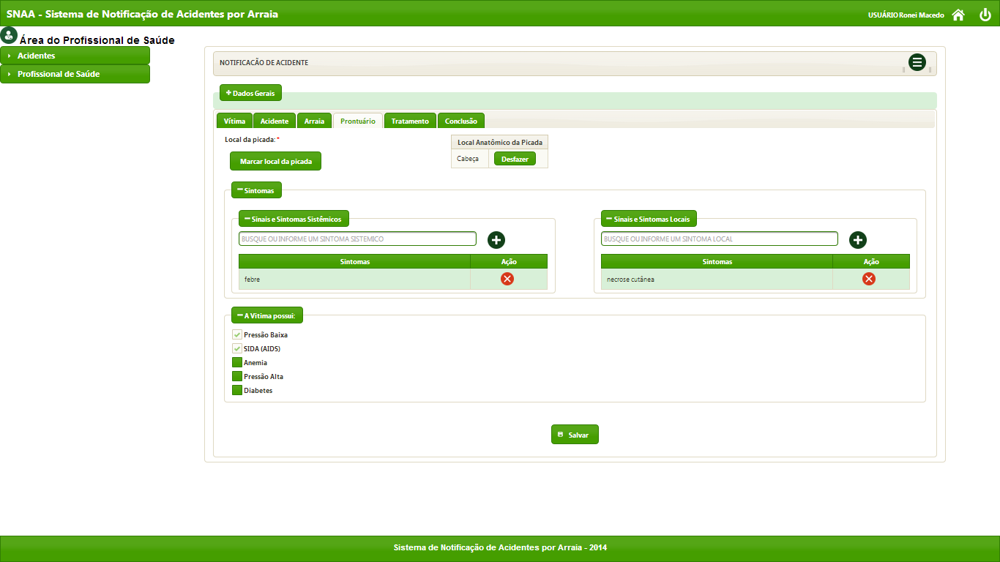 SNAA - Sistema de Notificação de Acidentes por Arraia
USUÁRIO Ronei Macedo
Área do Profissional de Saúde
Acidentes
Profissional de Saúde
NOTIFICACÃO DE ACIDENTE
Dados Gerais
Vítima Acidente Arraia Prontuário Tratamento Conclusão
Local da picada: *
Marcar local da picada
Local Anatômico da Picada
Cabeça Desfazer
Sintomas
Sinais e Sintomas Sistêmicos
BUSQUE OU INFORME UM SINTOMA SISTEMICO
Sintomas Ação
febre
Sinais e Sintomas Locais
BUSQUE OU INFORME UM SINTOMA LOCAL
Sintomas Ação
necrose cutânea
A Vítima possui:
Pressão Baixa
SIDA (AIDS)
Anemia
Pressão Alta
Diabetes
Salvar
Sistema de Notificação de Acidentes por Arraia - 2014